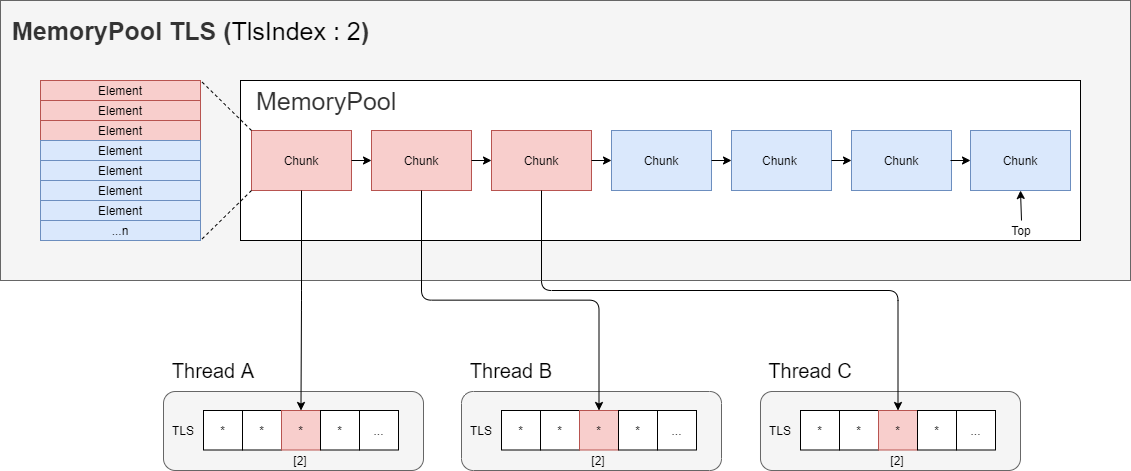 MemoryPool TLS (TlsIndex : 2)
Element
Element
Element
Element
Element
Element
Element
...n
MemoryPool
Chunk
Chunk
Chunk
Chunk
Chunk
Chunk
Chunk
Top
Thread A
TLS
* * * * ...
[2]
Thread B
TLS
* * * * ...
[2]
Thread C
TLS
* * * * ...
[2]